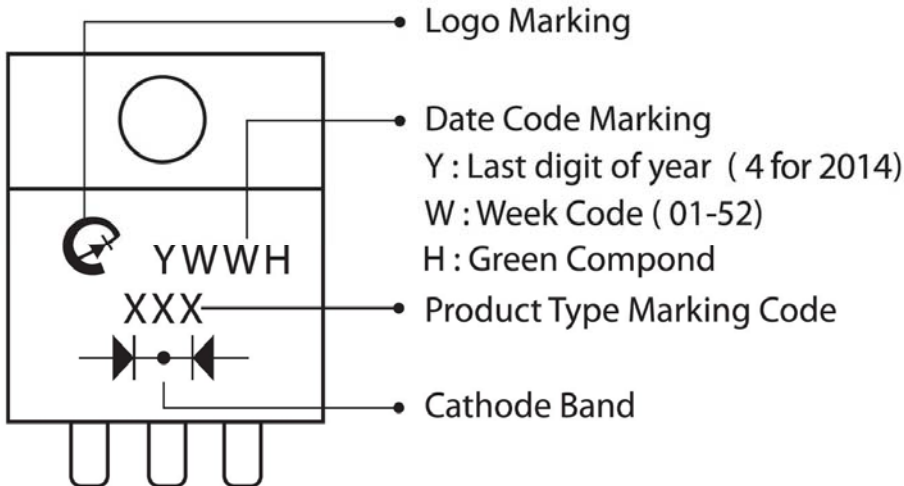 Logo Marking
Date Code Marking
Y : Last digit of year ( 4 for 2014)
W : Week Code ( 01-52)
H : Green Compond
YWWH
XXX
Product Type Marking Code
Cathode Band